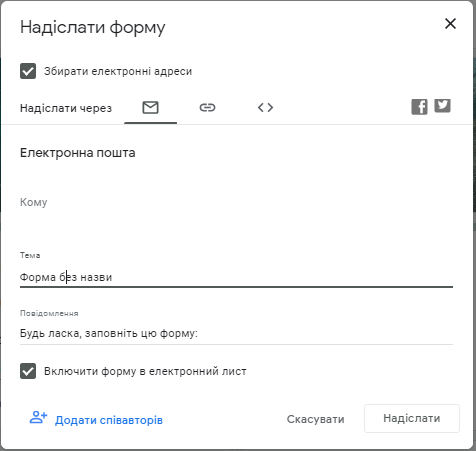 Надіслати форму
Збирати електронні адреси
Надіслати через
Електронна пошта
Кому
Тема
Форма без назви
Повідомлення
Будь ласка, заповніть цю форму:
Включити форму в електронний лист
Додати співавторів Скасувати Надіслати